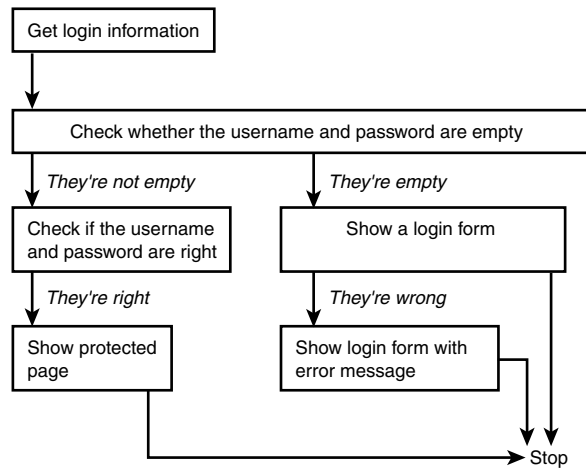 Get login information
Check whether the username and password are empty
They're not empty
They're empty
Check if the username
and password are right
Show a login form
They're right
They're wrong
Show protected
page
Show login form with
error message
Stop